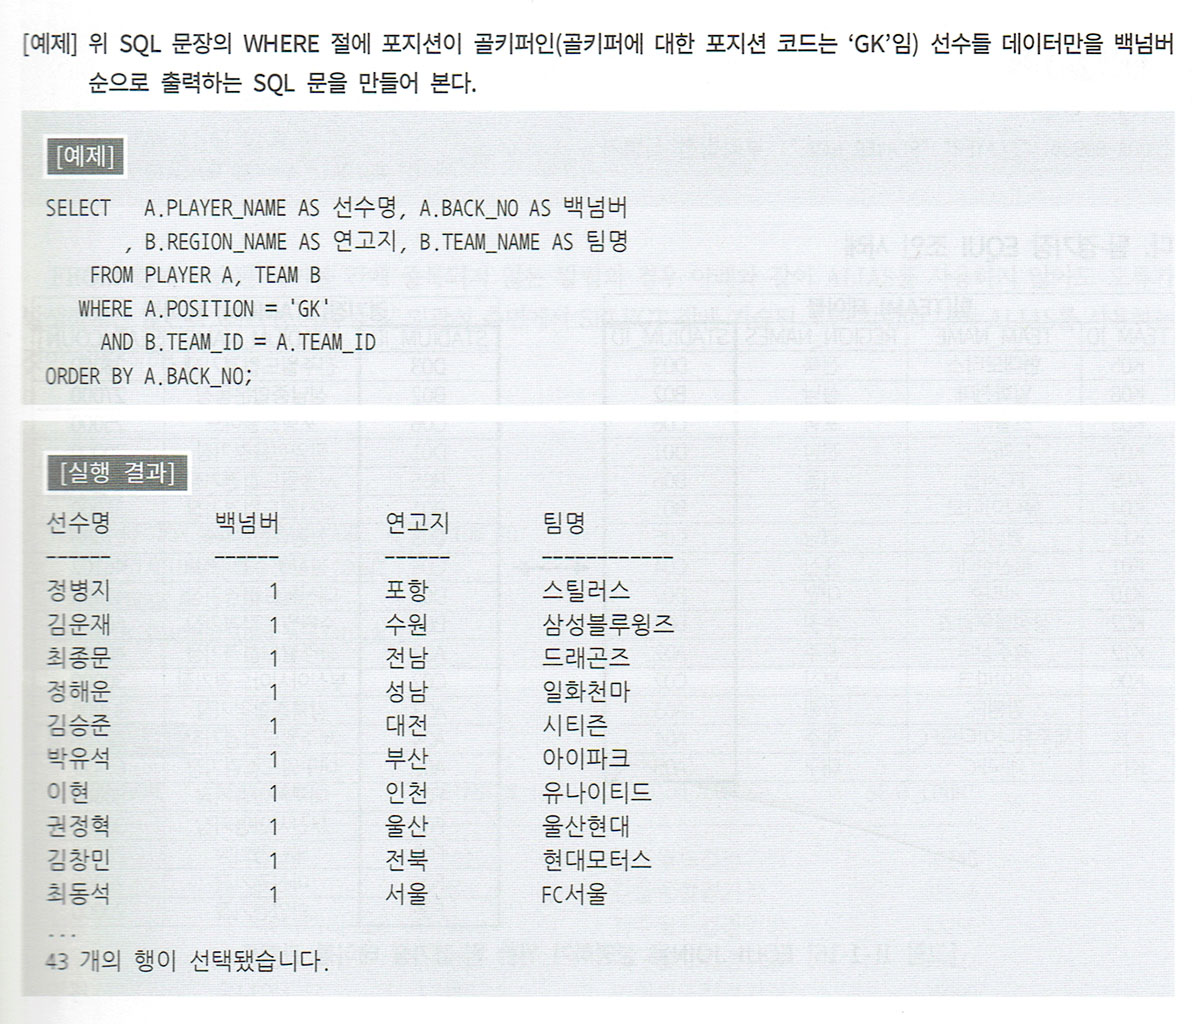 [예제] 위 SQL 문장의 WHERE 절에 포지션이 골키퍼인(골키퍼에 대한 포지션 코드는 ‘GK’임) 선수들 데이터만을 백넘버
순으로 출력하는 SQL 문을 만들어 본다.
[예제]
SELECT A.PLAYER_NAME AS 선수명, A.BACK_NO AS 백넘버
, B.REGION_NAME AS 연고지, B.TEAM_NAME AS 팀명
FROM PLAYER A, TEAM B
WHERE A.POSITION = 'GK'
AND B.TEAM_ID = A.TEAM_ID
ORDER BY A.BACK_NO;
[실행 결과]
선수명 백넘버 연고지 팀명
------ ------ ------ ------------
정병지 1 포항 스틸러스
김운재 1 수원 삼성블루윙즈
최종문 1 전남 드래곤즈
정해운 1 성남 일화천마
김승준 1 대전 시티즌
박유석 1 부산 아이파크
이현 1 인천 유나이티드
권정혁 1 울산 울산현대
김창민 1 전북 현대모터스
최동석 1 서울 FC서울
...
43 개의 행이 선택됐습니다.